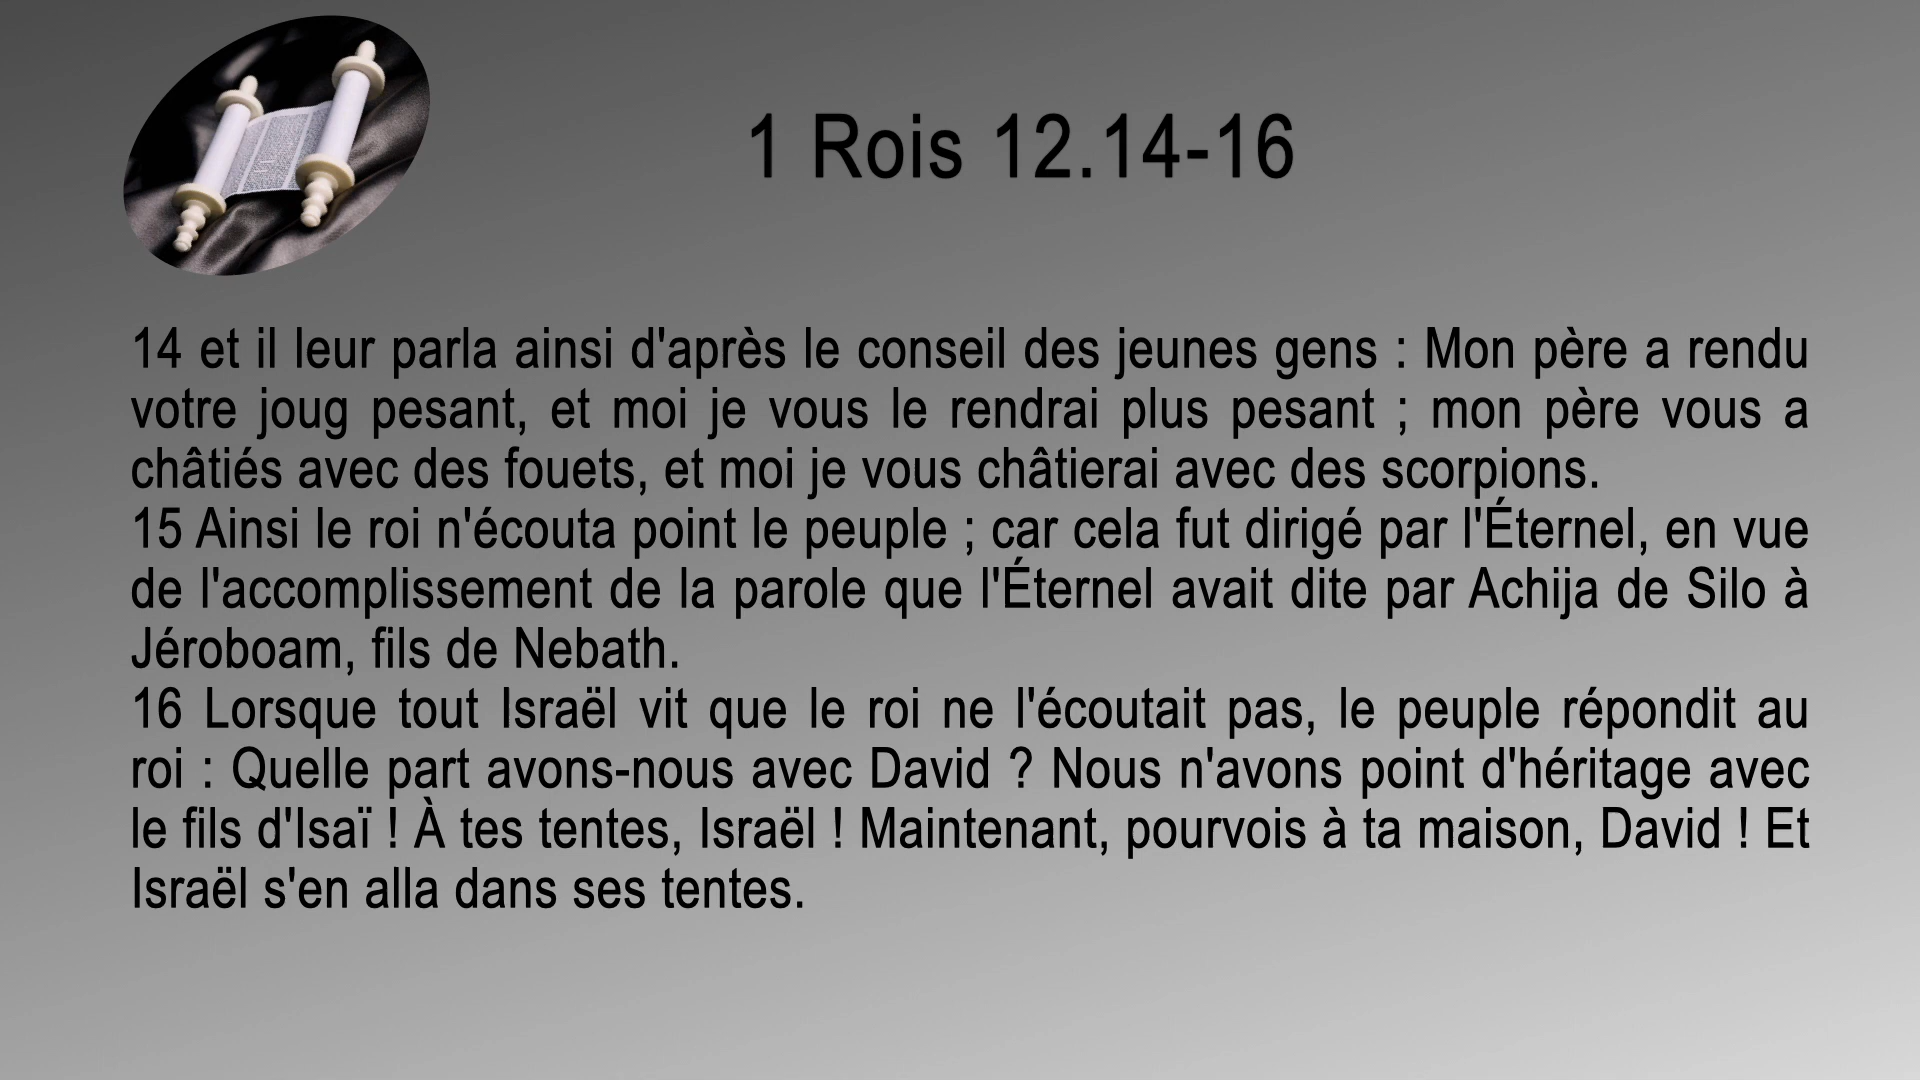 1 Rois 12.14-16
14 et il leur parla ainsi d'après le conseil des jeunes gens : Mon père a rendu
votre joug pesant, et moi je vous le rendrai plus pesant ; mon père vous a
châtiés avec des fouets, et moi je vous châtierai avec des scorpions.
15 Ainsi le roi n'écouta point le peuple ; car cela fut dirigé par l'Éternel, en vue
de l'accomplissement de la parole que l'Éternel avait dite par Achija de Silo à
Jéroboam, fils de Nebath.
16 Lorsque tout Israël vit que le roi ne l'écoutait pas, le peuple répondit au
roi : Quelle part avons-nous avec David ? Nous n'avons point d'héritage avec
le fils d'Isaï ! À tes tentes, Israël ! Maintenant, pourvois à ta maison, David ! Et
Israël s'en alla dans ses tentes.